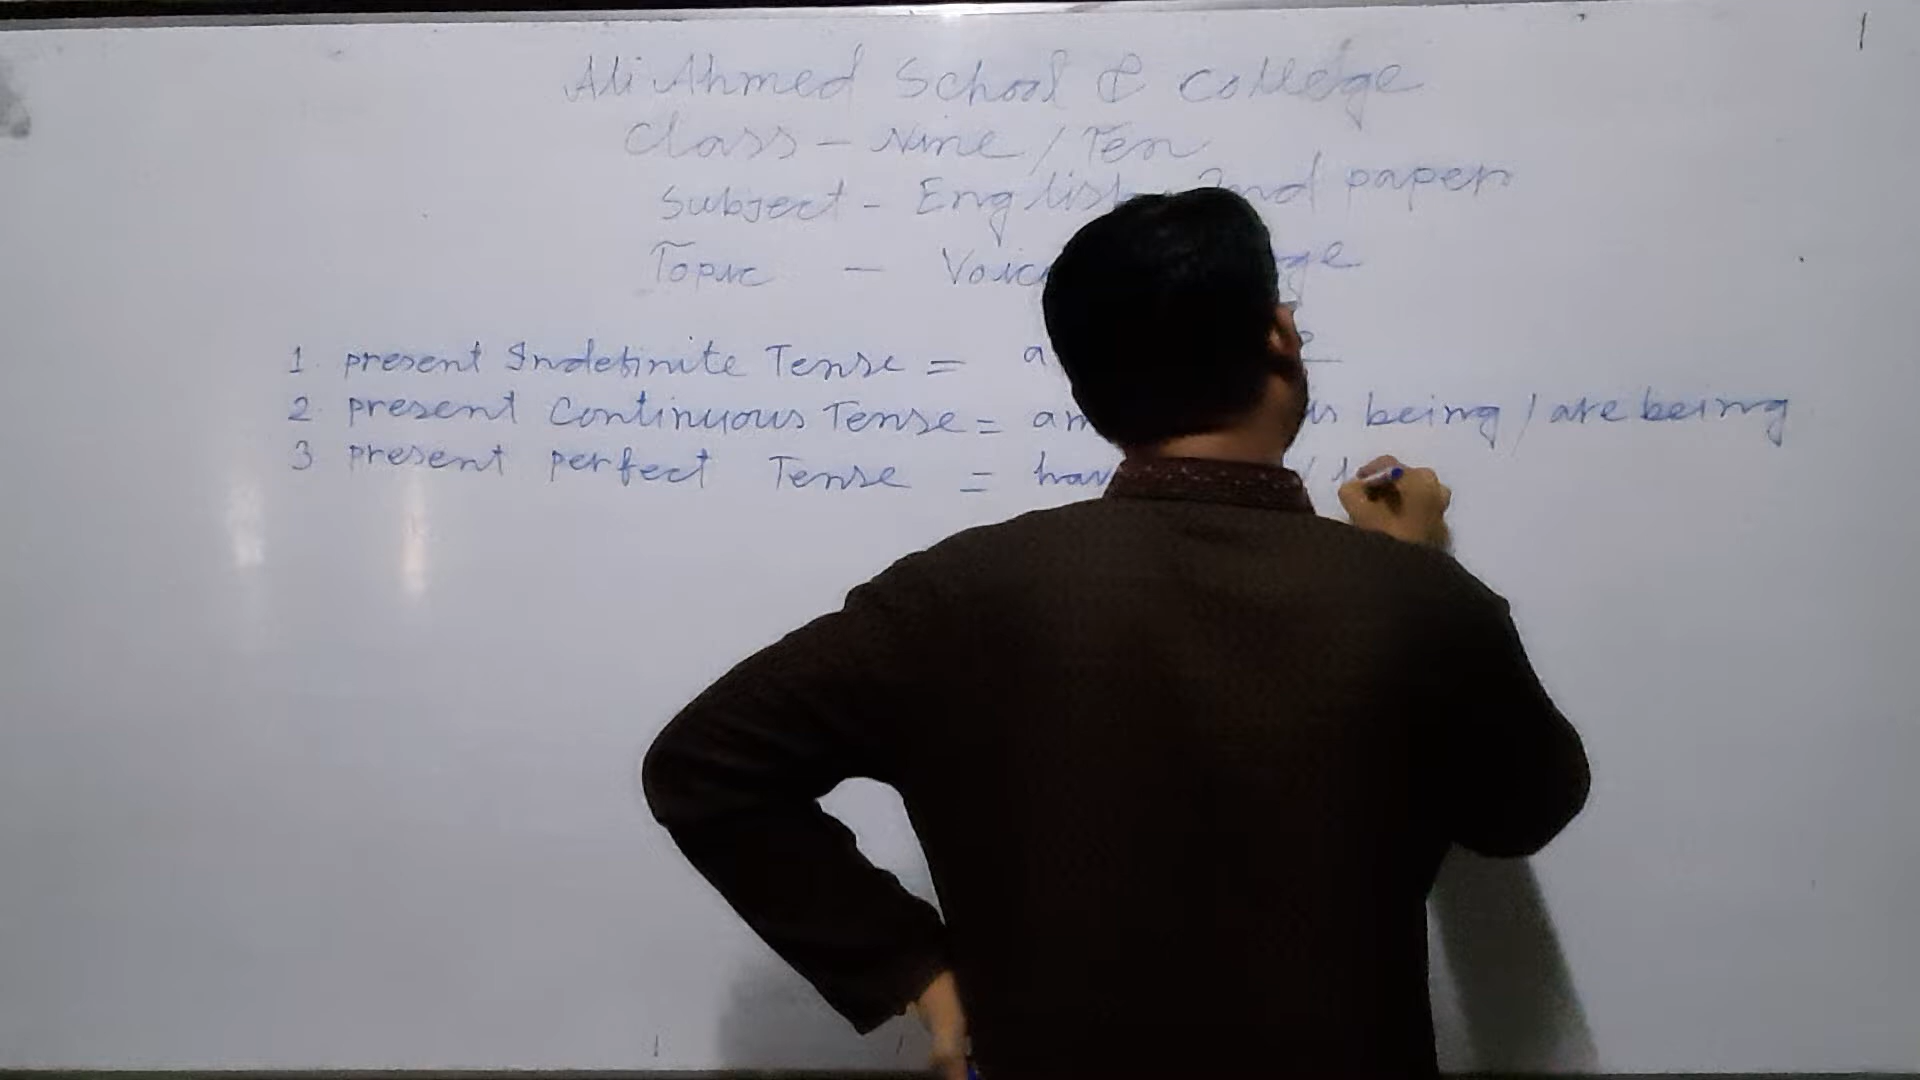 Ali Ahmed School & College
Class - Nine / Ten
Subject - English 2nd paper
Topic -
1. present Indefinite Tense =
2. present Continuous Tense = being / are being
3 present perfect Tense = /